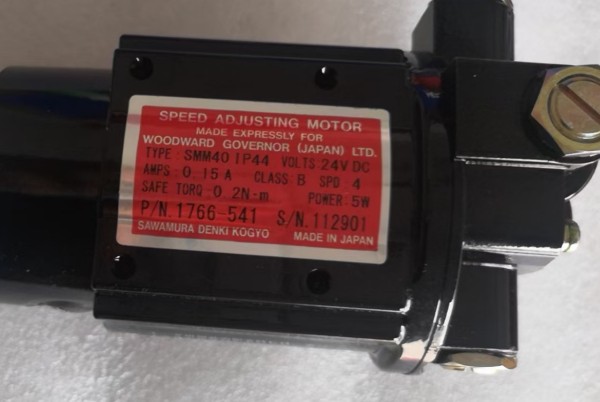 SPEED ADJUSTING MOTOR
MADE EXPRESSLY FOR
WOODWARD GOVERNOR (JAPAN) LTD.
TYPE : SMM40 IP44 VOLTS 24V DC
AMPS : 0.15A CLASS B SPD 4
SAFE TORQ 0.2N-m POWER: 5W
P/N. 1766-541 S/N. 112901
SAWAMURA DENKI KOGYO MADE IN JAPAN